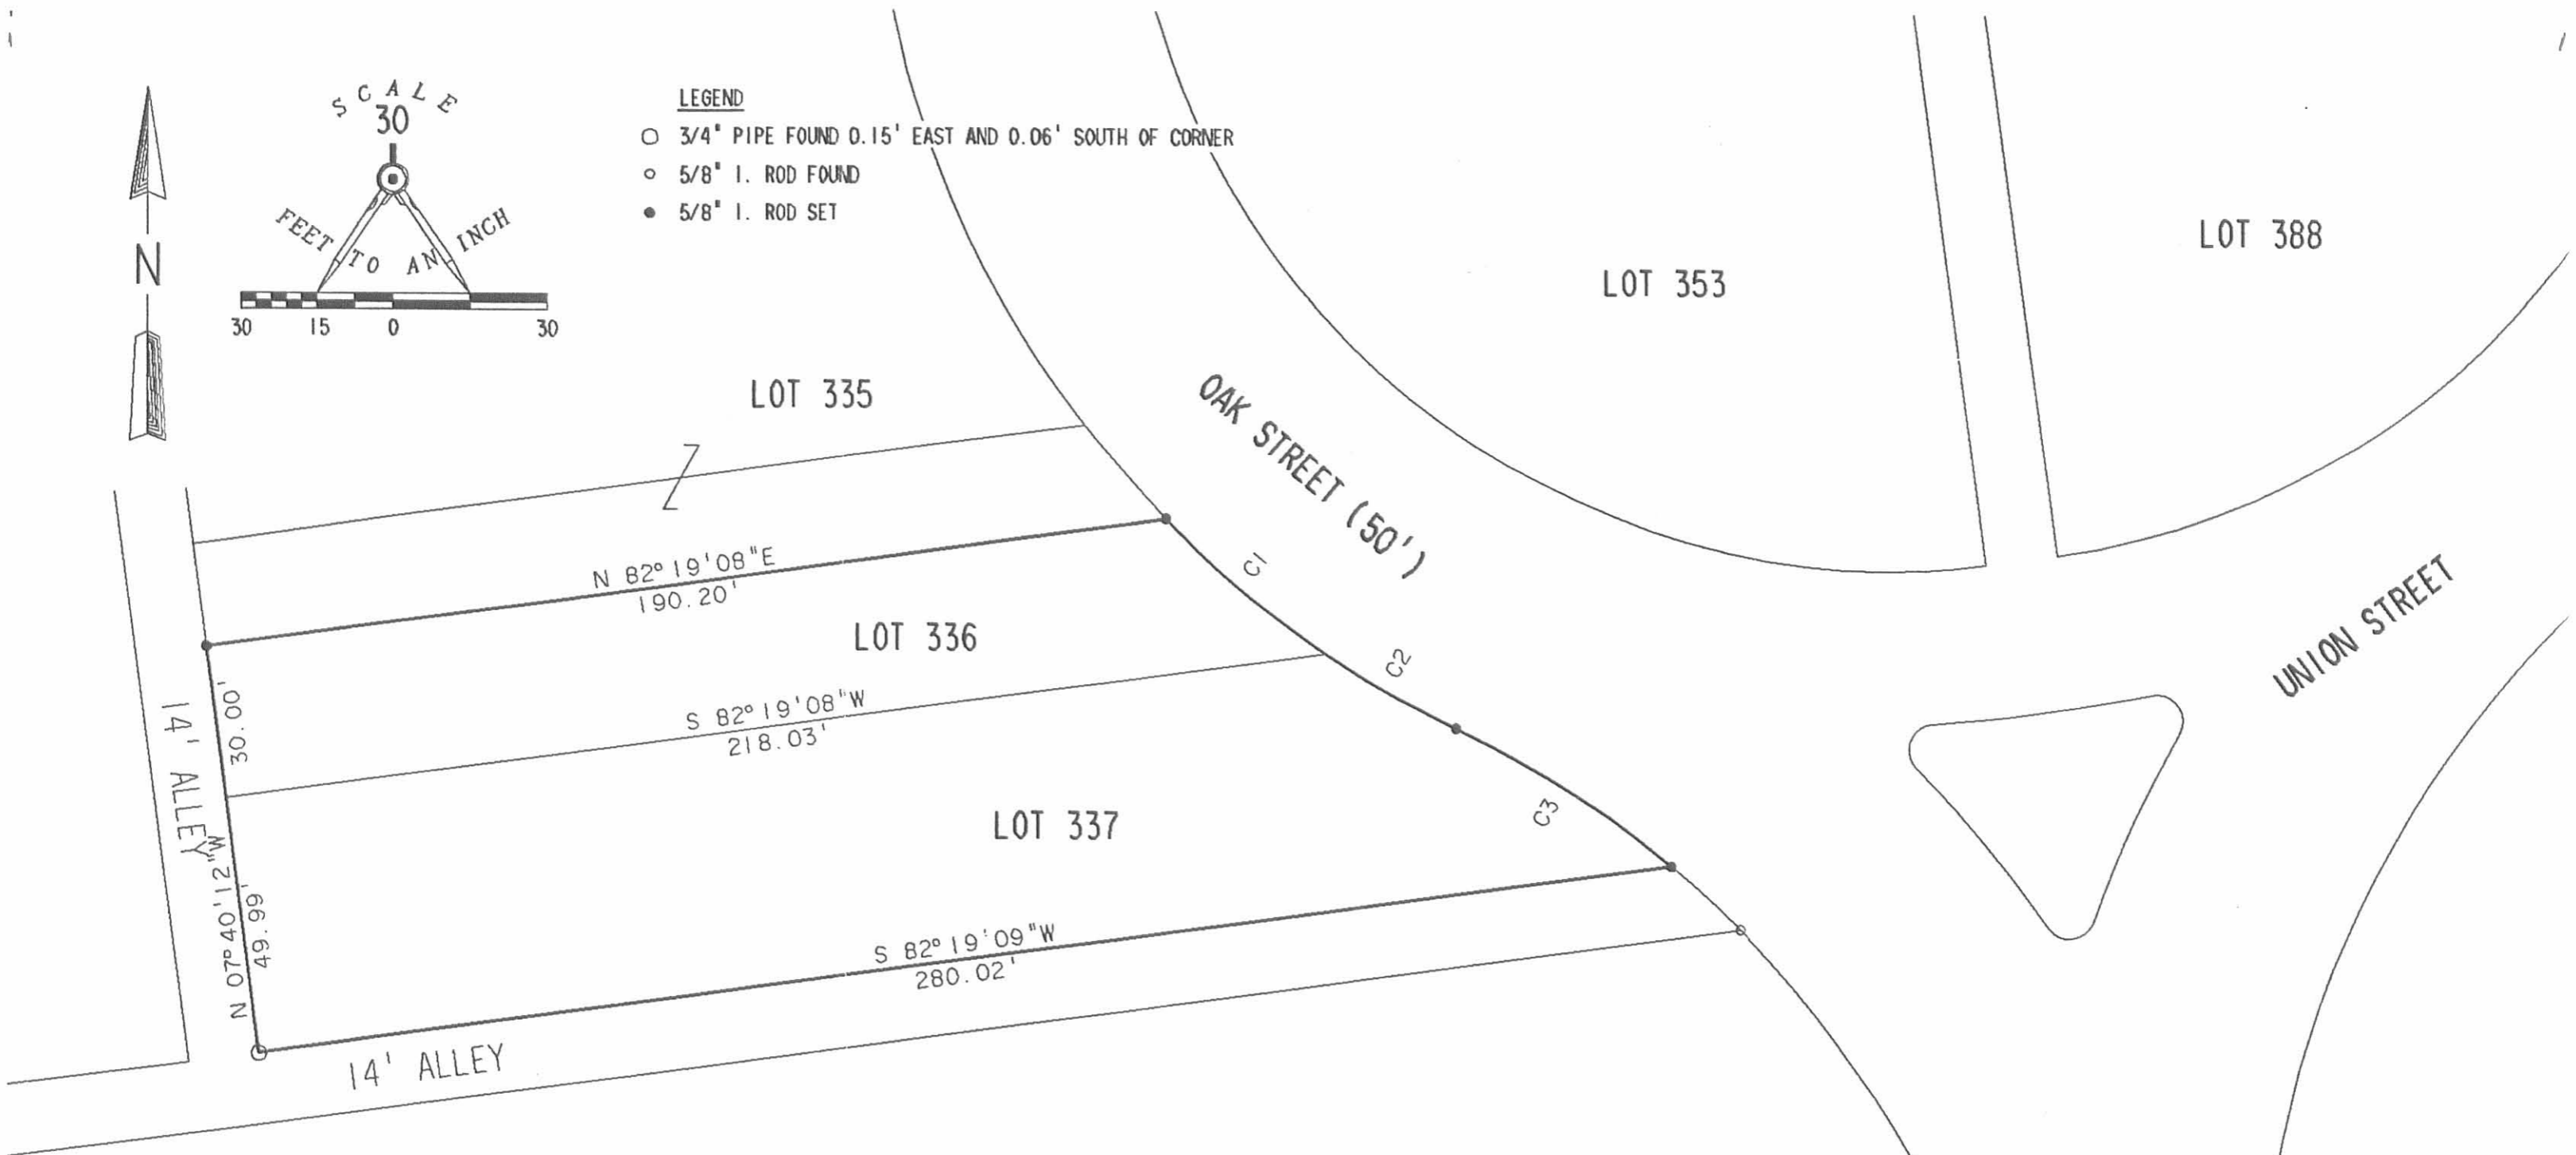 SCALE
30
FEET TO AN INCH
30 15 0 30
LEGEND
3/4" PIPE FOUND 0.15' EAST AND 0.06' SOUTH OF CORNER
5/8" I. ROD FOUND
5/8" I. ROD SET
N
LOT 388
LOT 353
LOT 335
OAK STREET (50')
N 82°19'08"E
190.20'
C1
LOT 336
C2
UNION STREET
30.00'
S 82°19'08"W
218.03'
14' ALLEY
LOT 337
C3
N 07°40'12"W
49.99'
S 82°19'09"W
280.02'
14' ALLEY